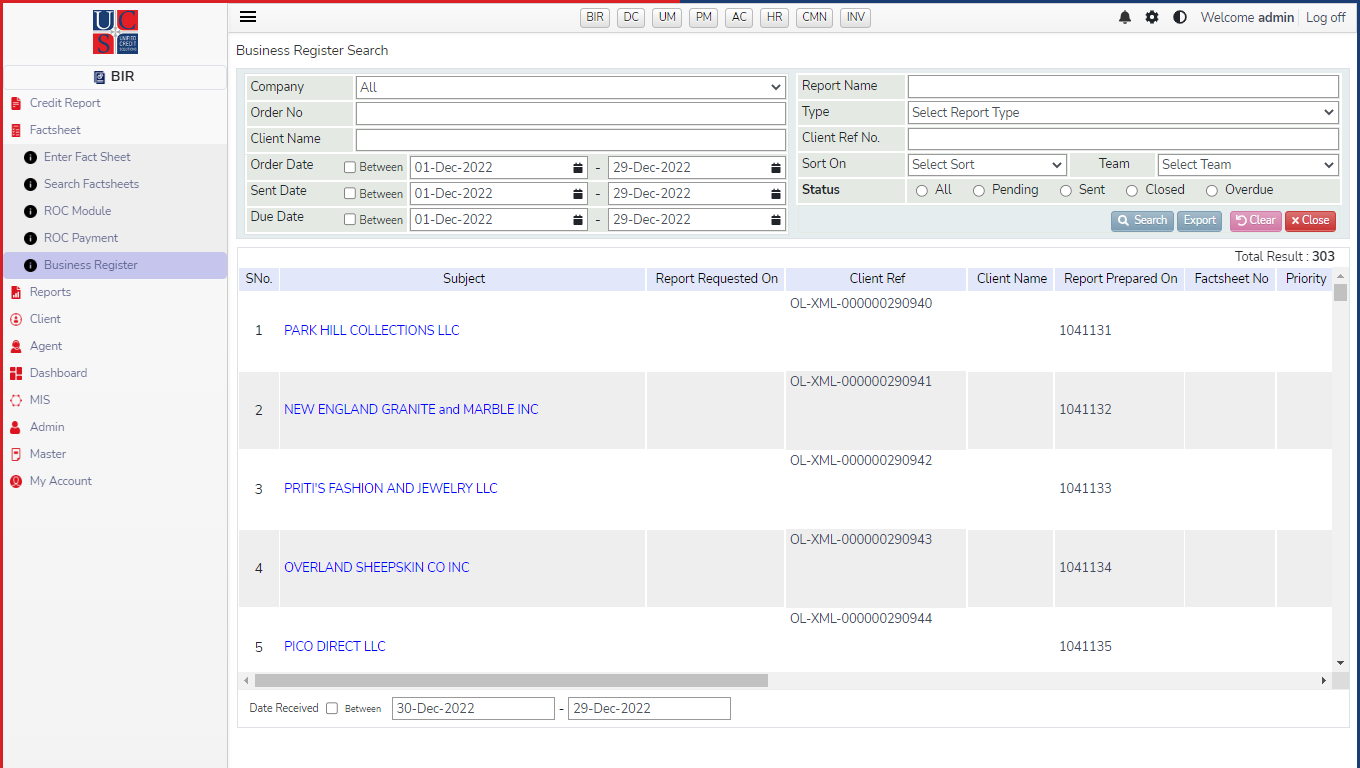 UCS
UNIFIED CREDIT SOLUTIONS
BIR DC UM PM AC HR CMN INV
Welcome admin Log off
BIR
Credit Report
Factsheet
Enter Fact Sheet
Search Factsheets
ROC Module
ROC Payment
Business Register
Reports
Client
Agent
Dashboard
MIS
Admin
Master
My Account
Business Register Search
Company All
Order No
Client Name
Order Date Between 01-Dec-2022 - 29-Dec-2022
Sent Date Between 01-Dec-2022 - 29-Dec-2022
Due Date Between 01-Dec-2022 - 29-Dec-2022
Report Name
Type Select Report Type
Client Ref No.
Sort On Select Sort Team Select Team
Status All Pending Sent Closed Overdue
Search Export Clear Close
Total Result : 303
SNo. Subject Report Requested On Client Ref Client Name Report Prepared On Factsheet No Priority
1 PARK HILL COLLECTIONS LLC OL-XML-000000290940 1041131
2 NEW ENGLAND GRANITE and MARBLE INC OL-XML-000000290941 1041132
3 PRITI'S FASHION AND JEWELRY LLC OL-XML-000000290942 1041133
4 OVERLAND SHEEPSKIN CO INC OL-XML-000000290943 1041134
5 PICO DIRECT LLC OL-XML-000000290944 1041135
Date Received Between 30-Dec-2022 - 29-Dec-2022